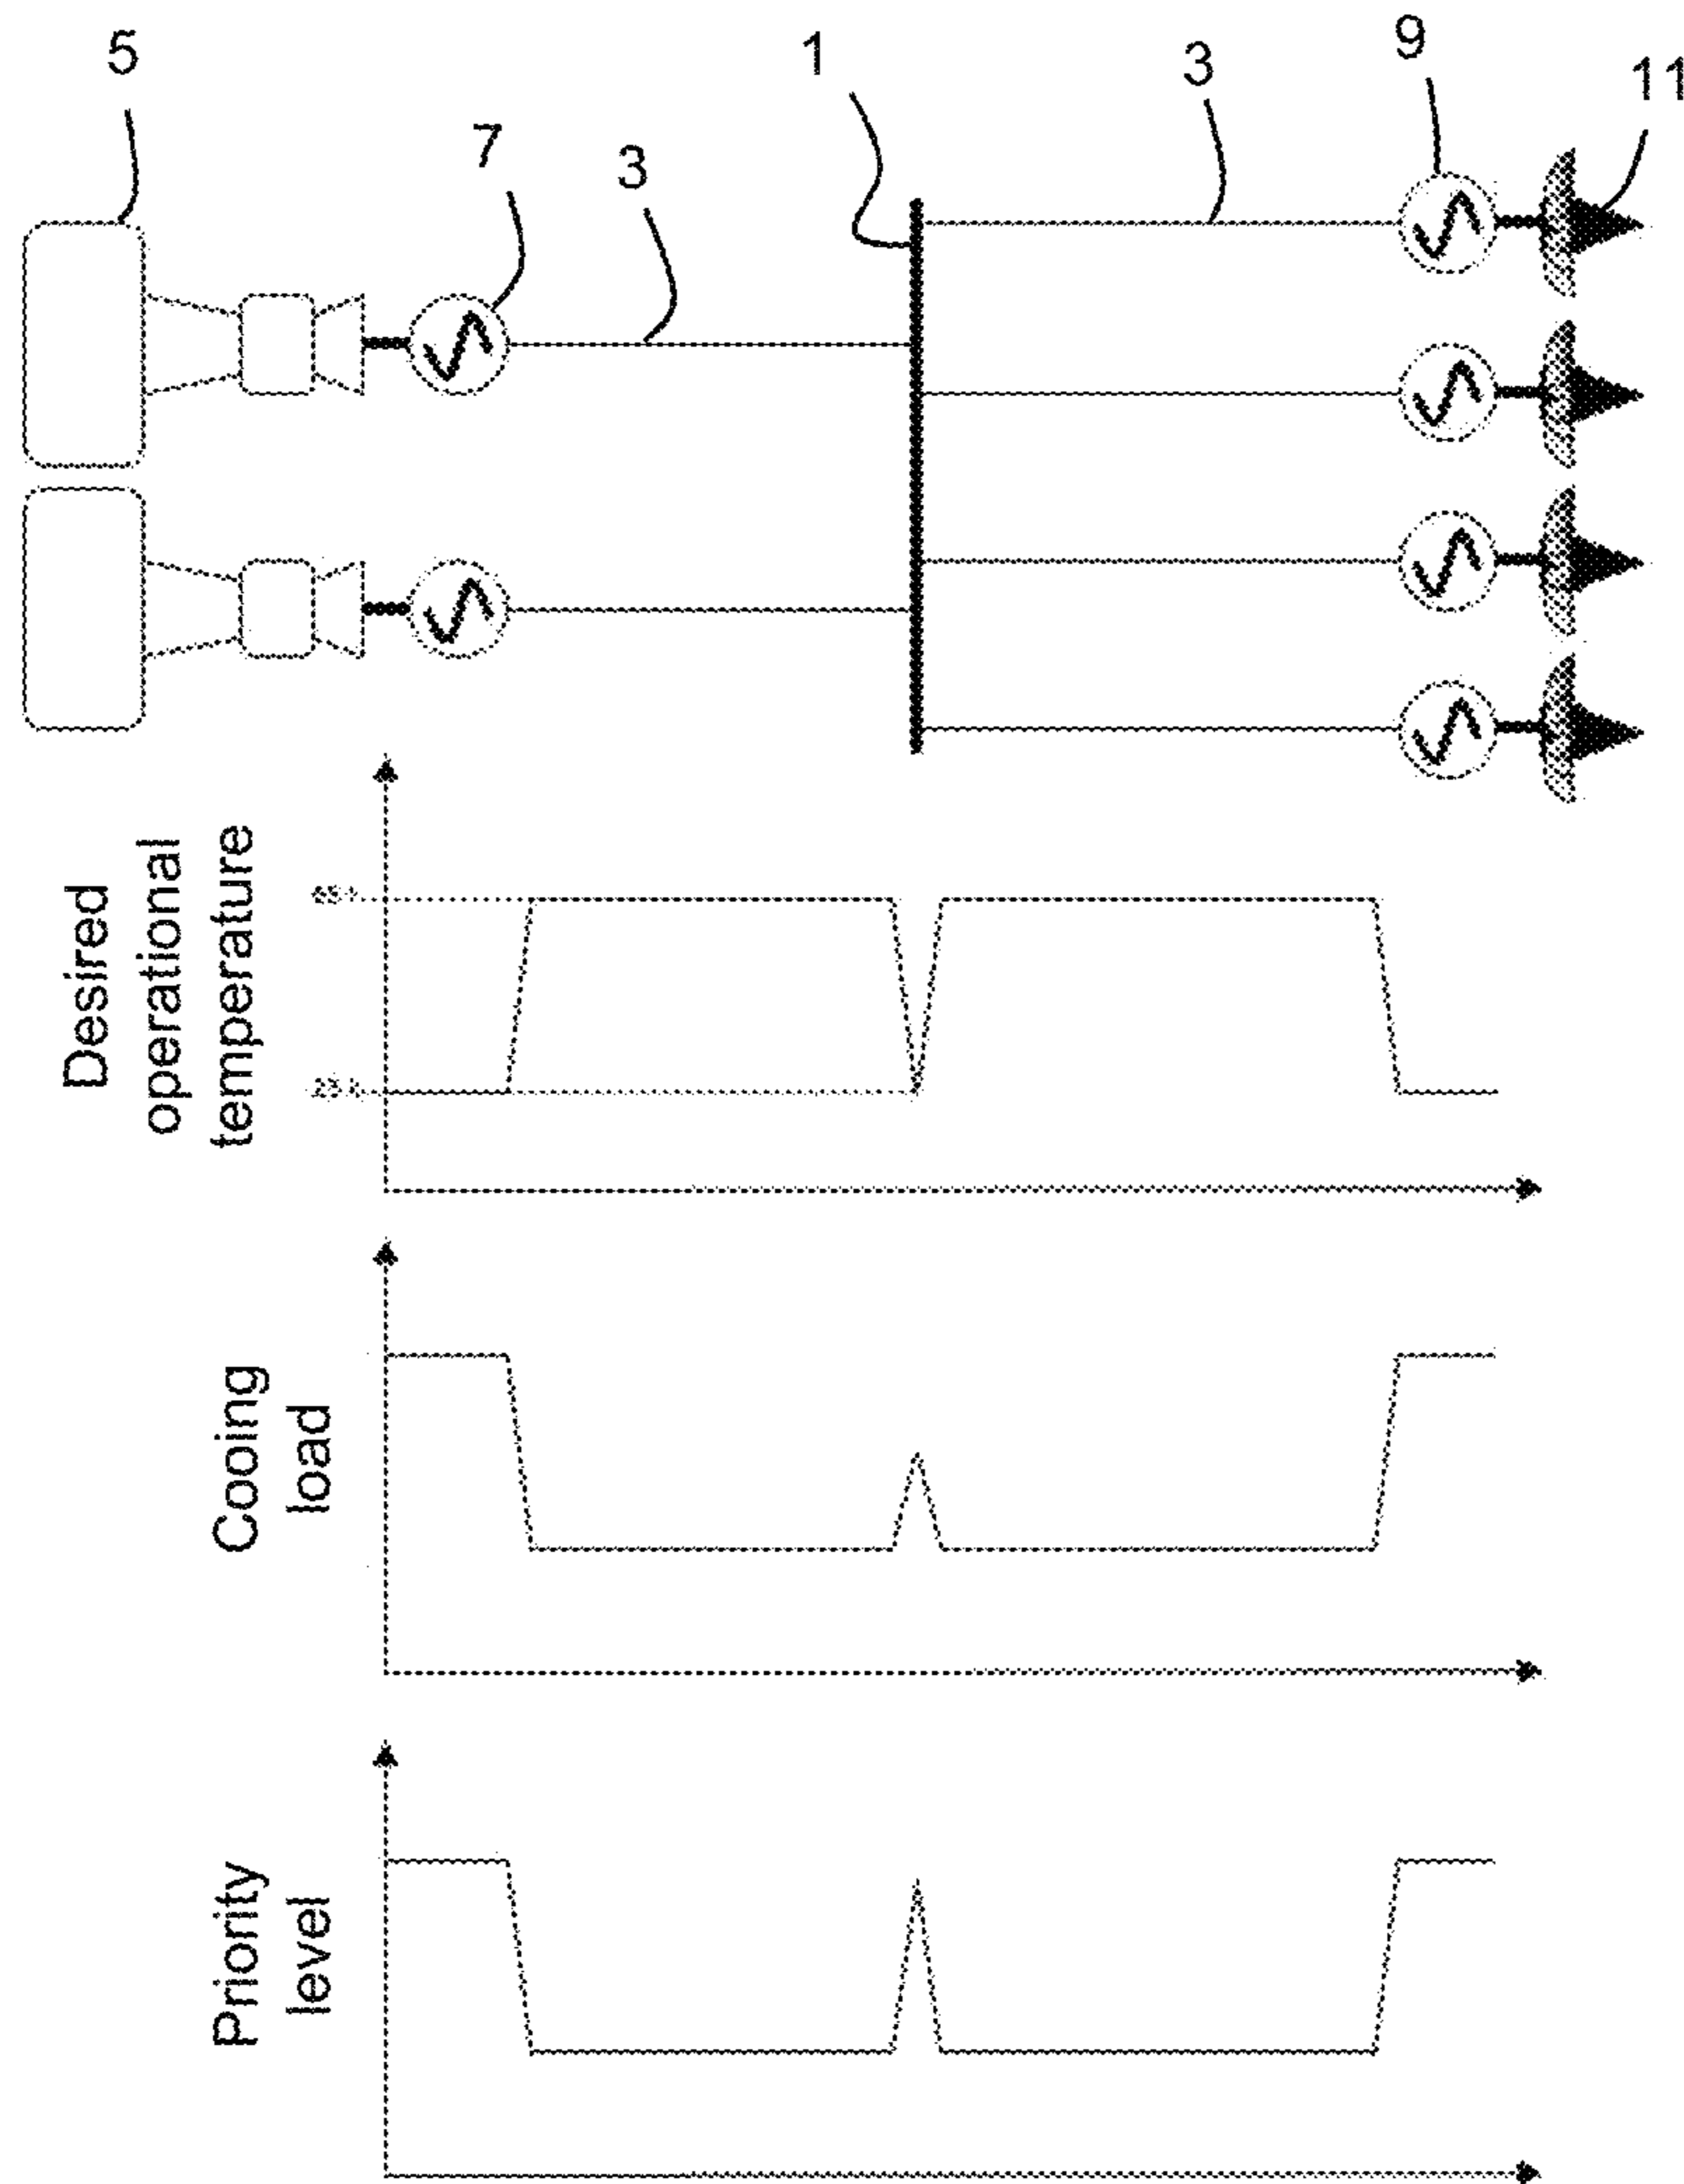 5
1
3
9
11
7
3
Desired
operational
temperature
Cooing
load
Priority
level